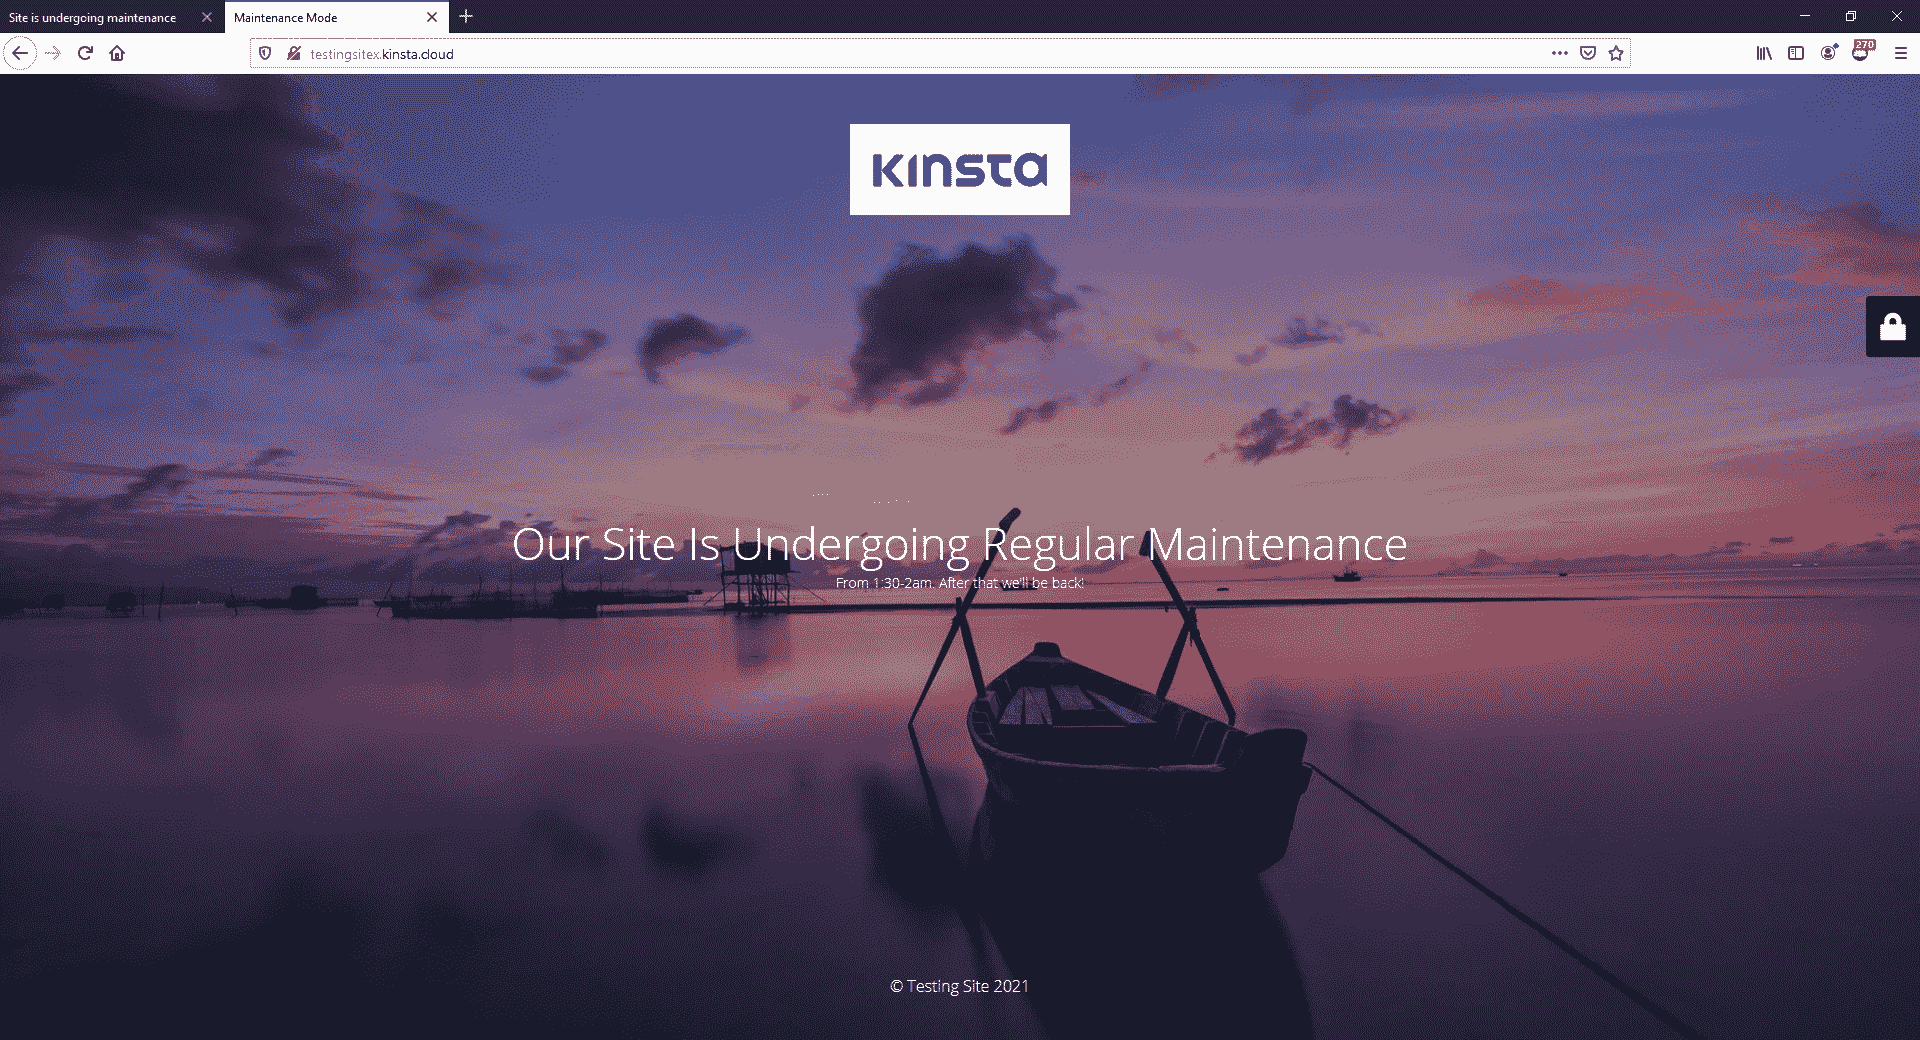 Site is undergoing maintenance
Maintenance Mode
testingsitex.kinsta.cloud
270
kinsta
Our Site Is Undergoing Regular Maintenance
From 1:30-2am. After that we'll be back!
© Testing Site 2021